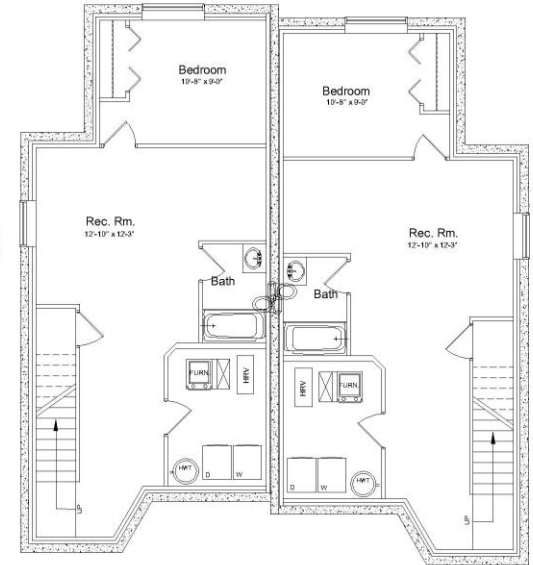 Bedroom
10'-8" x 9'-0"
Bedroom
10'-8" x 9'-0"
Rec. Rm.
12'-10" x 12'-3"
Rec. Rm.
12'-10" x 12'-3"
Bath
Bath
FURN.
HRV
HRV
FURN.
HWT
D
W
D
W
HWT
UP
UP